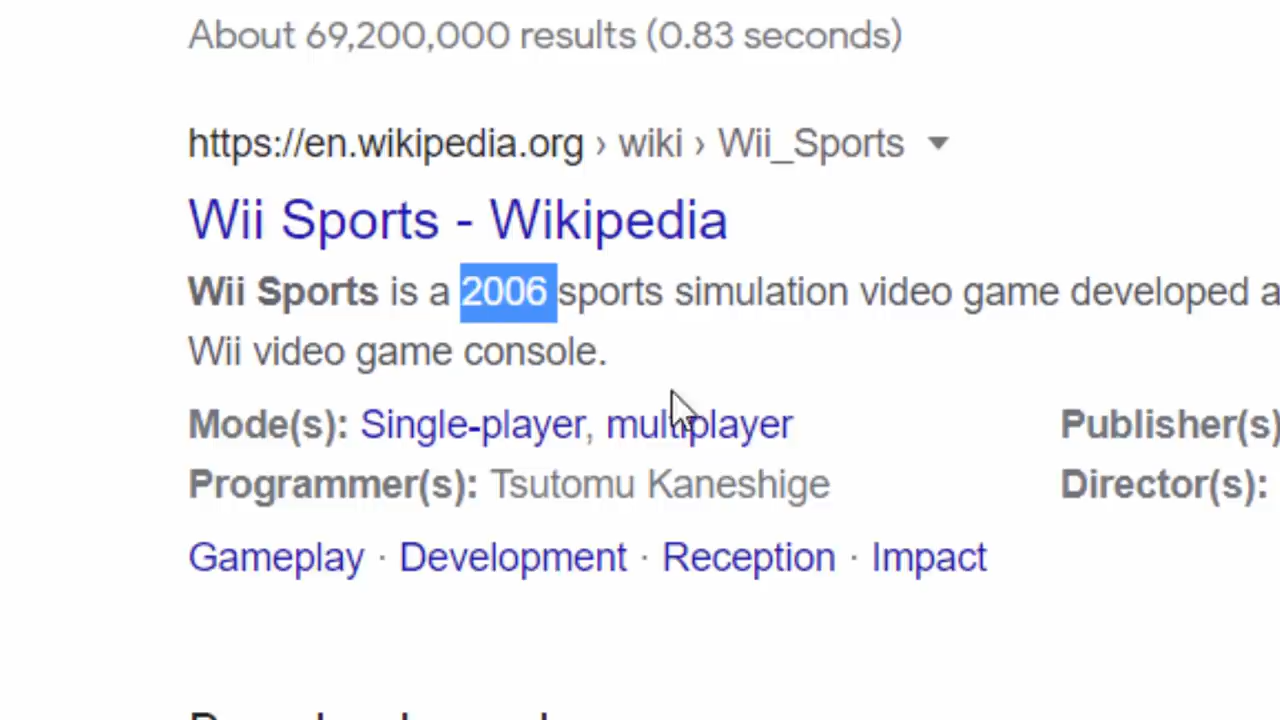 About 69,200,000 results (0.83 seconds)
https://en.wikipedia.org › wiki › Wii_Sports
Wii Sports - Wikipedia
Wii Sports is a 2006 sports simulation video game developed a
Wii video game console.
Mode(s): Single-player, multiplayer Publisher(s)
Programmer(s): Tsutomu Kaneshige Director(s):
Gameplay · Development · Reception · Impact